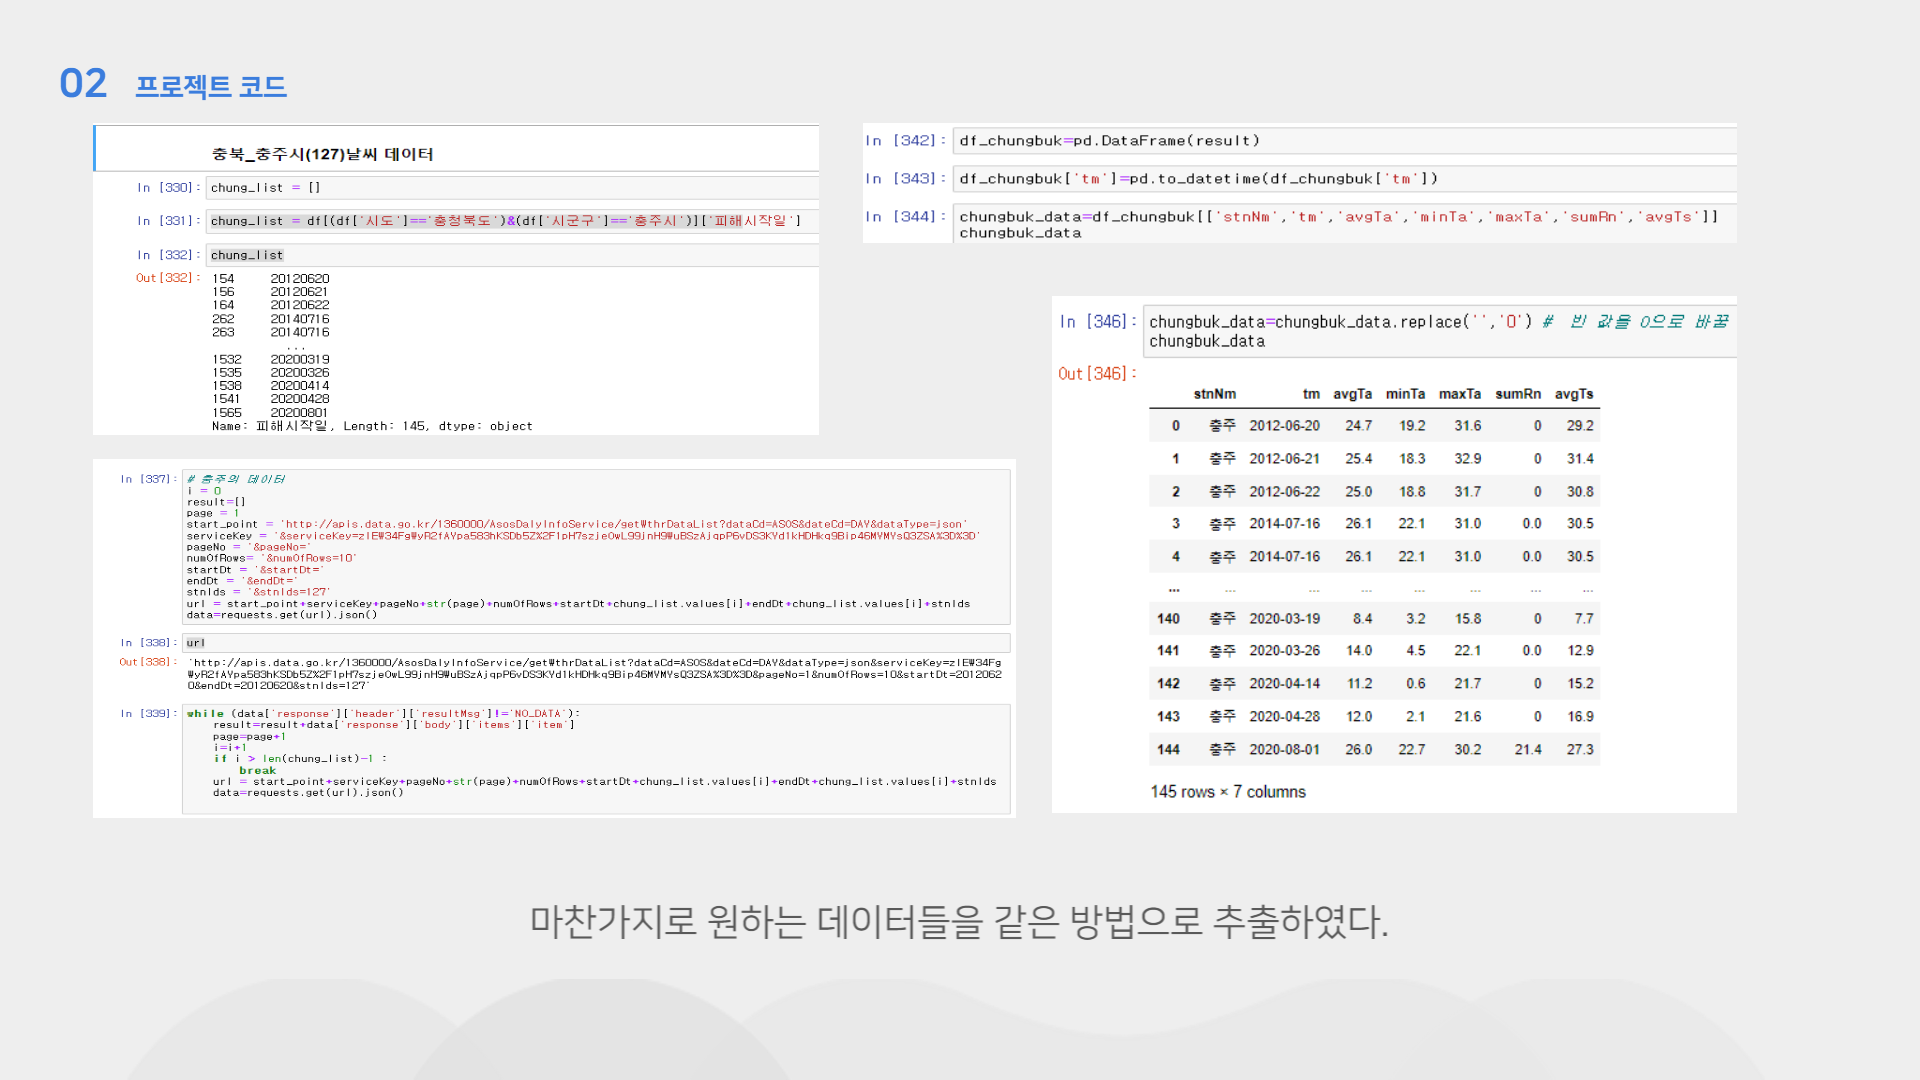 02 프로젝트 코드
충북_충주시(127)날씨 데이터
In [330]: chung_list = []
In [331]: chung_list = df[(df['시도']=='충청북도')&(df['시군구']=='충주시')]['피해시작일']
In [332]: chung_list
Out[332]: 154 20120620
156 20120621
164 20120622
262 20140716
263 20140716
...
1532 20200319
1535 20200326
1538 20200414
1541 20200428
1565 20200801
Name: 피해시작일, Length: 145, dtype: object
In [337]: # 충주의 데이터
i = 0
result=[]
page = 1
start_point = 'http://apis.data.go.kr/1360000/AsosDalyInfoService/getWthrDataList?dataCd=ASOS&dateCd=DAY&dataType=json'
serviceKey =
pageNo = '&pageNo='
numOfRows= '&numOfRows=10'
startDt = '&startDt='
endDt = '&endDt='
stnIds = '&stnIds=127'
url = start_point+serviceKey+pageNo+str(page)+numOfRows+startDt+chung_list.values[i]+endDt+chung_list.values[i]+stnIds
data=requests.get(url).json()
In [338]: url
Out[338]: 'http://apis.data.go.kr/1360000/AsosDalyInfoService/getWthrDataList?dataCd=ASOS&dateCd=DAY&dataType=json&serviceKey=
&pageNo=1&numOfRows=10&startDt=2012062
0&endDt=20120620&stnIds=127'
In [339]: while (data['response']['header']['resultMsg']!='NO_DATA'):
result=result+data['response']['body']['items']['item']
page=page+1
i=i+1
if i > len(chung_list)-1 :
break
url = start_point+serviceKey+pageNo+str(page)+numOfRows+startDt+chung_list.values[i]+endDt+chung_list.values[i]+stnIds
data=requests.get(url).json()
In [342]: df_chungbuk=pd.DataFrame(result)
In [343]: df_chungbuk['tm']=pd.to_datetime(df_chungbuk['tm'])
In [344]: chungbuk_data=df_chungbuk[['stnNm','tm','avgTa','minTa','maxTa','sumRn','avgTs']]
chungbuk_data
In [346]: chungbuk_data=chungbuk_data.replace('','0') # 빈 값을 0으로 바꿈
chungbuk_data
Out[346]:
stnNm tm avgTa minTa maxTa sumRn avgTs
0 충주 2012-06-20 24.7 19.2 31.6 0 29.2
1 충주 2012-06-21 25.4 18.3 32.9 0 31.4
2 충주 2012-06-22 25.0 18.8 31.7 0 30.8
3 충주 2014-07-16 26.1 22.1 31.0 0.0 30.5
4 충주 2014-07-16 26.1 22.1 31.0 0.0 30.5
... ... ... ... ... ... ... ...
140 충주 2020-03-19 8.4 3.2 15.8 0 7.7
141 충주 2020-03-26 14.0 4.5 22.1 0.0 12.9
142 충주 2020-04-14 11.2 0.6 21.7 0 15.2
143 충주 2020-04-28 12.0 2.1 21.6 0 16.9
144 충주 2020-08-01 26.0 22.7 30.2 21.4 27.3
145 rows × 7 columns
마찬가지로 원하는 데이터들을 같은 방법으로 추출하였다.